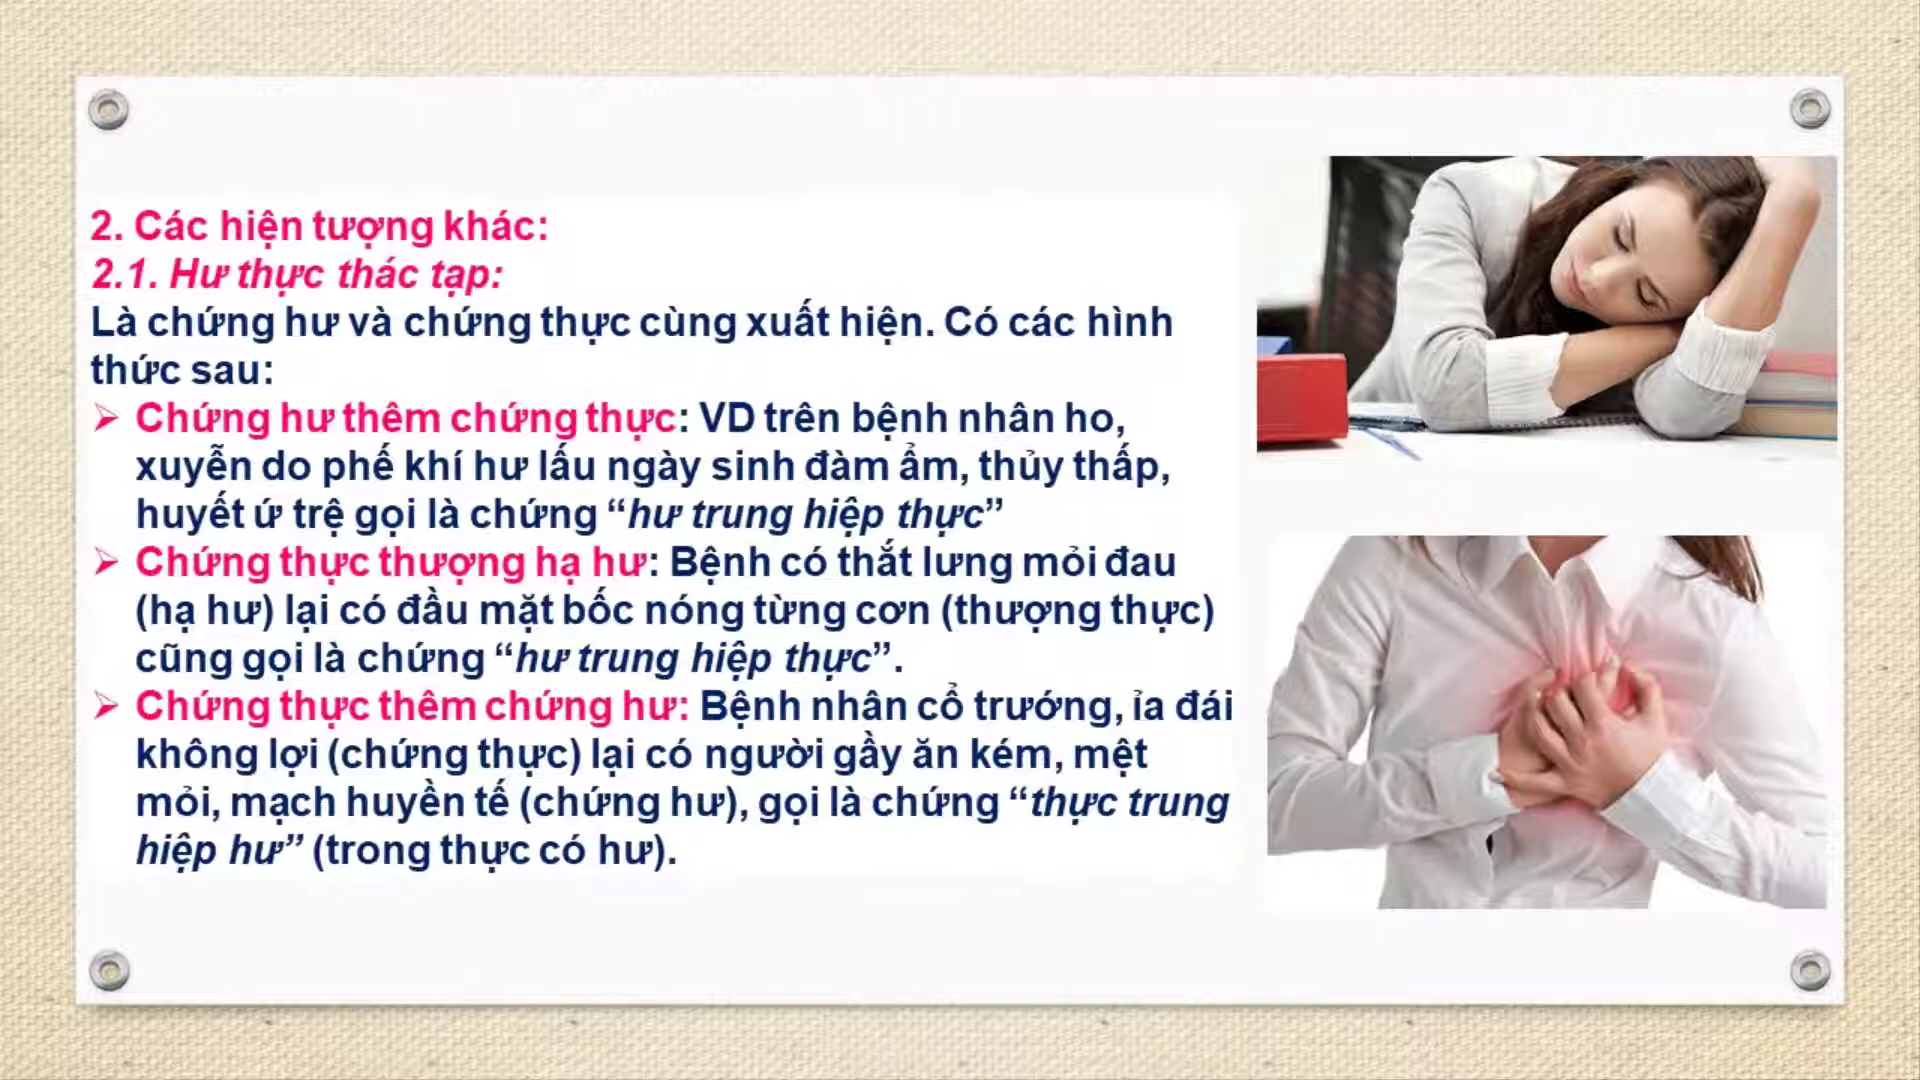 2. Các hiện tượng khác:
2.1. Hư thực thác tạp:
Là chứng hư và chứng thực cùng xuất hiện. Có các hình
thức sau:
➢ Chứng hư thêm chứng thực: VD trên bệnh nhân ho,
xuyễn do phế khí hư lấu ngày sinh đàm ẩm, thủy thấp,
huyết ứ trệ gọi là chứng “hư trung hiệp thực”
➢ Chứng thực thượng hạ hư: Bệnh có thắt lưng mỏi đau
(hạ hư) lại có đầu mặt bốc nóng từng cơn (thượng thực)
cũng gọi là chứng “hư trung hiệp thực”.
➢ Chứng thực thêm chứng hư: Bệnh nhân cổ trướng, ỉa đái
không lợi (chứng thực) lại có người gầy ăn kém, mệt
mỏi, mạch huyền tế (chứng hư), gọi là chứng “thực trung
hiệp hư” (trong thực có hư).